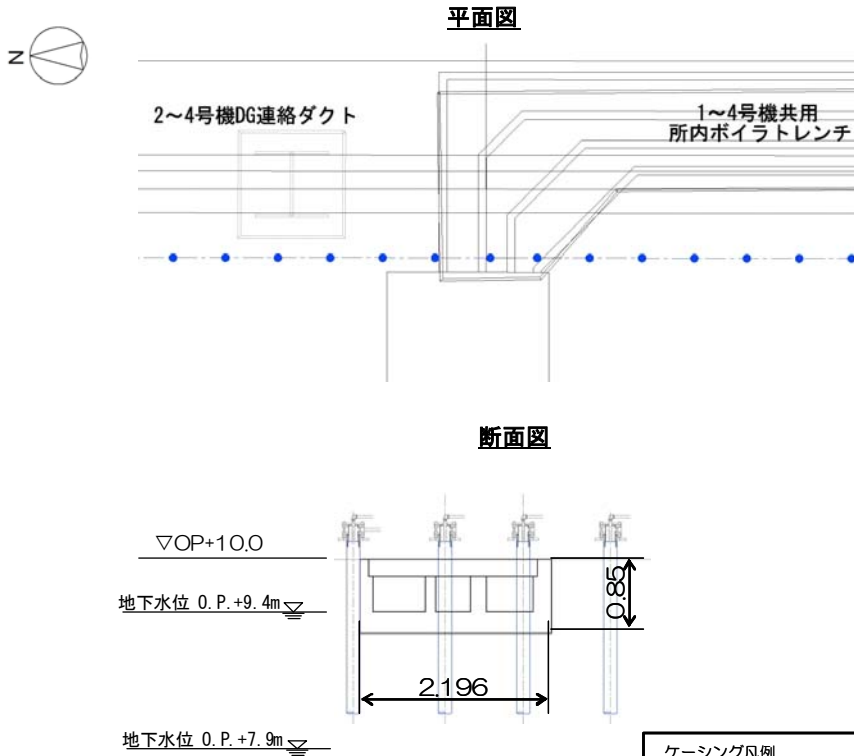 平面図
N
2～4号機DG連絡ダクト
1～4号機共用
所内ボイラトレンチ
断面図
▽OP+10.0
地下水位 O.P.+9.4m
0.85
2.196
地下水位 O.P.+7.9m
ケーシング凡例